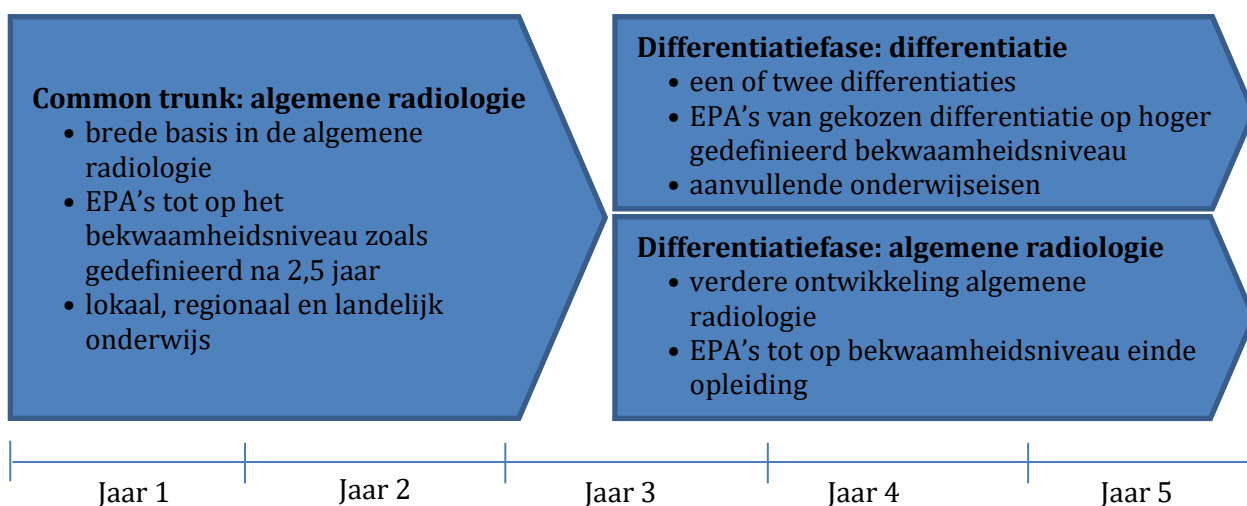 Common trunk: algemene radiologie
• brede basis in de algemene
radiologie
• EPA’s tot op het
bekwaamheidsniveau zoals
gedefinieerd na 2,5 jaar
• lokaal, regionaal en landelijk
onderwijs
Differentiatiefase: differentiatie
• een of twee differentiaties
• EPA’s van gekozen differentiatie op hoger
gedefinieerd bekwaamheidsniveau
• aanvullende onderwijseisen
Differentiatiefase: algemene radiologie
• verdere ontwikkeling algemene
radiologie
• EPA’s tot op bekwaamheidsniveau einde
opleiding
Jaar 1 Jaar 2 Jaar 3 Jaar 4 Jaar 5